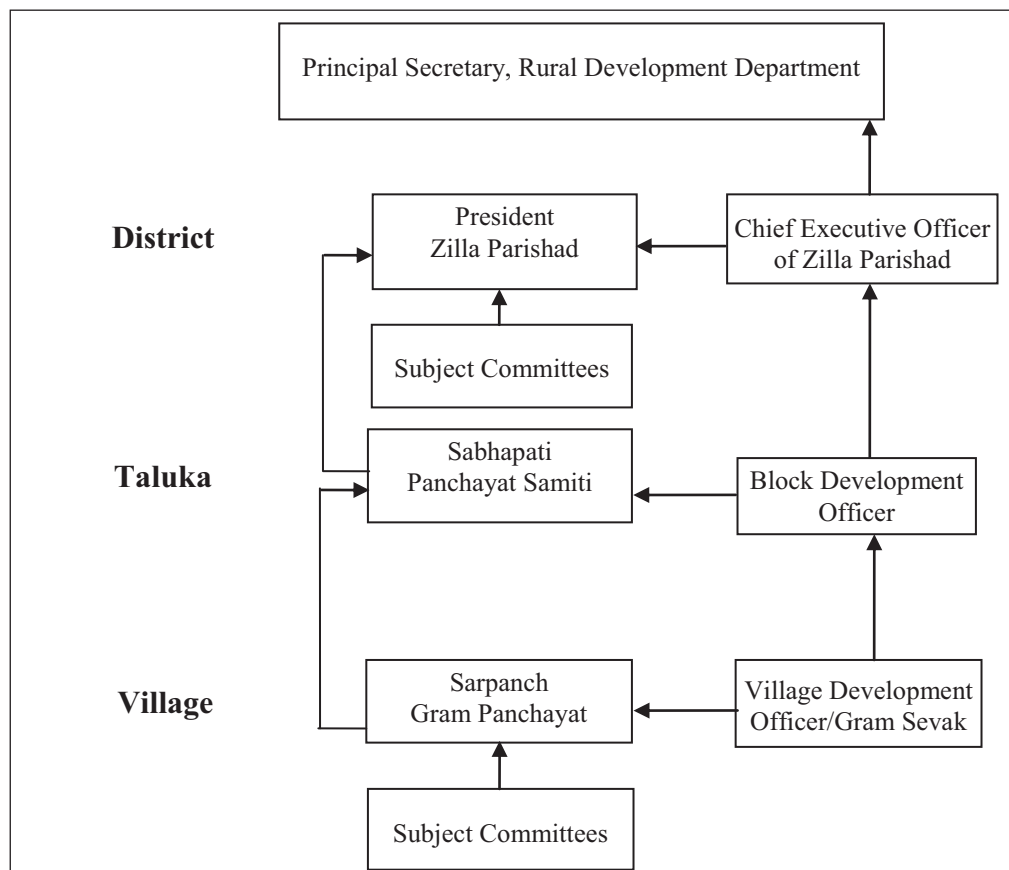 Principal Secretary, Rural Development Department
District
President
Zilla Parishad
Chief Executive Officer
of Zilla Parishad
Subject Committees
Taluka
Sabhapati
Panchayat Samiti
Block Development
Officer
Village
Sarpanch
Gram Panchayat
Village Development
Officer/Gram Sevak
Subject Committees